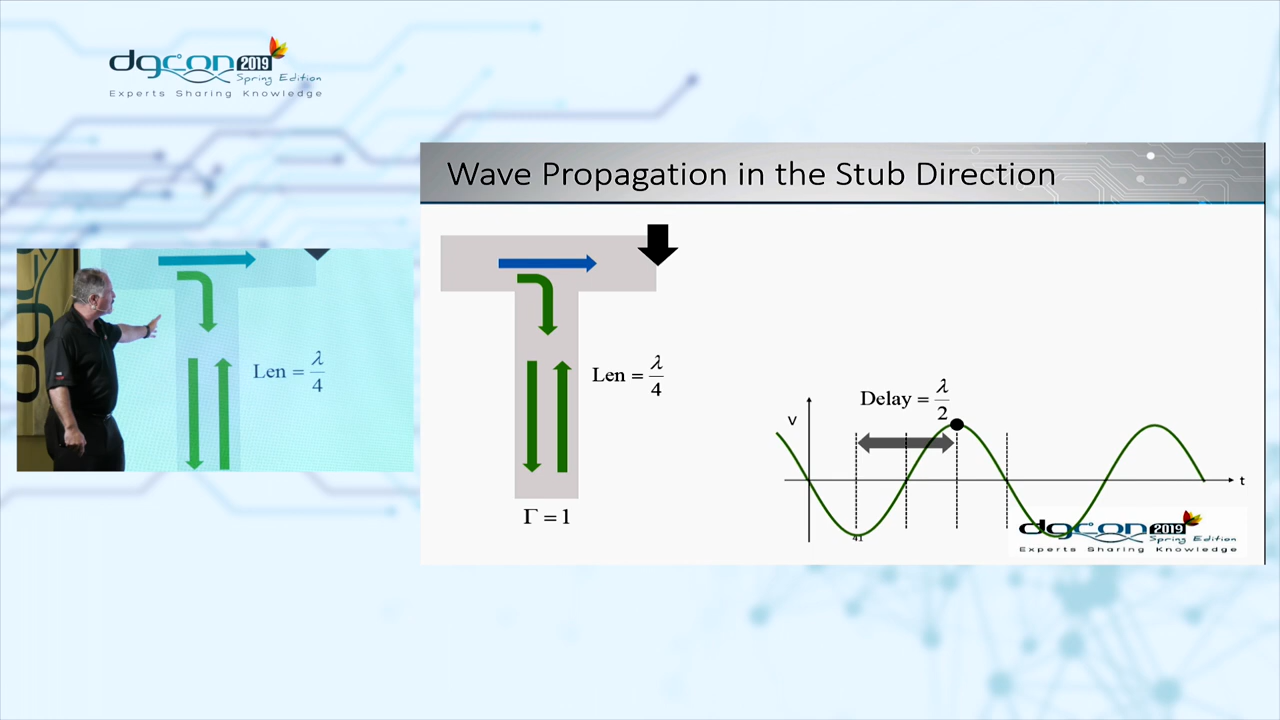 dgcon 2019
Spring Edition
Experts Sharing Knowledge
Wave Propagation in the Stub Direction
Len = λ/4
Len = λ/4
Γ = 1
Delay = λ/2
V
t
41
dgcon 2019
Spring Edition
Experts Sharing Knowledge